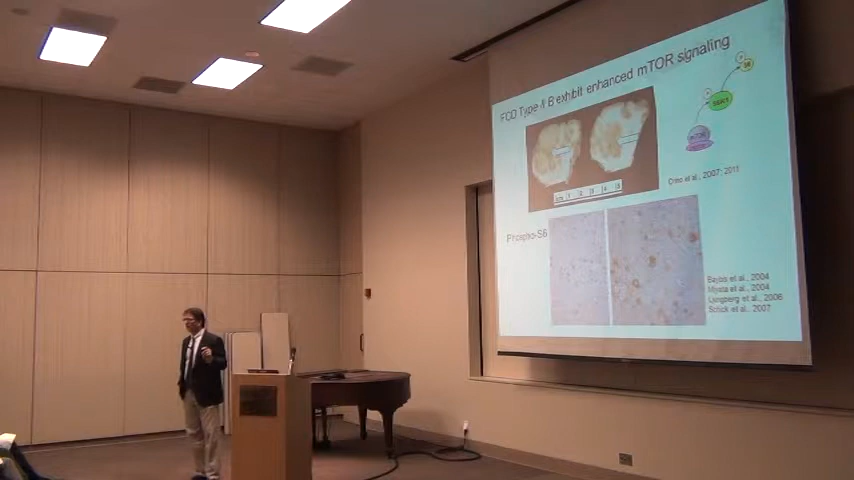 FCD Type II B exhibit enhanced mTOR signaling
mTOR
Crino et al., 2007; 2011
Phospho-S6
Baybis et al., 2004
Miyata et al., 2004
Ljungberg et al., 2006
Schick et al., 2007